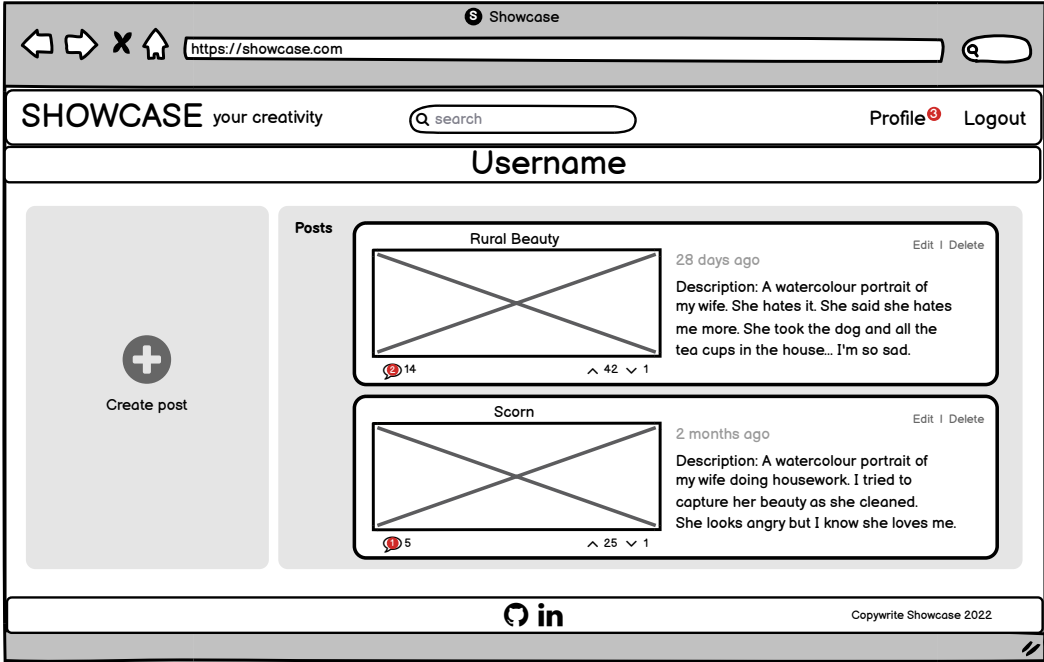 S Showcase
https://showcase.com
SHOWCASE your creativity
search
Profile 3 Logout
Username
Create post
Posts
Rural Beauty
Edit | Delete
28 days ago
Description: A watercolour portrait of
my wife. She hates it. She said she hates
me more. She took the dog and all the
tea cups in the house... I'm so sad.
2 14 42 1
Scorn
Edit | Delete
2 months ago
Description: A watercolour portrait of
my wife doing housework. I tried to
capture her beauty as she cleaned.
She looks angry but I know she loves me.
1 5 25 1
in
Copywrite Showcase 2022